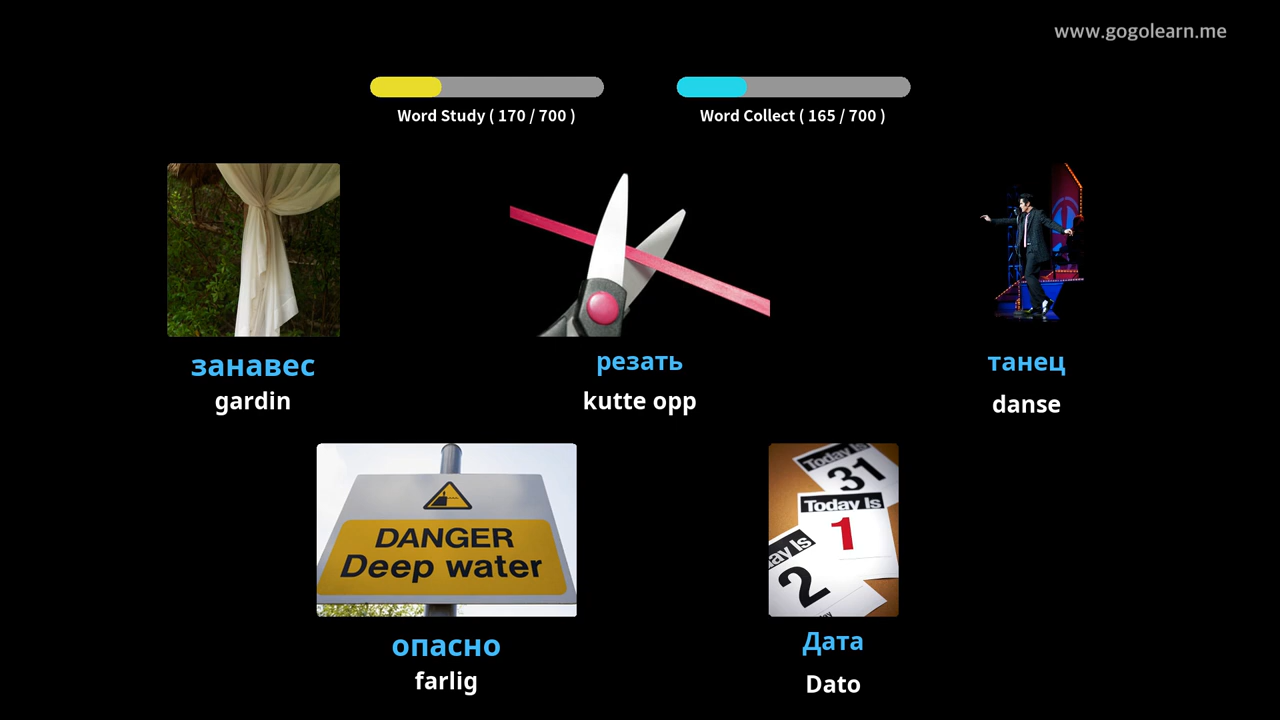 www.gogolearn.me
Word Study ( 170 / 700 )
Word Collect ( 165 / 700 )
занавес
gardin
резать
kutte opp
танец
danse
DANGER
Deep water
опасно
farlig
Today Is
31
Today Is
1
ay Is
2
Дата
Dato